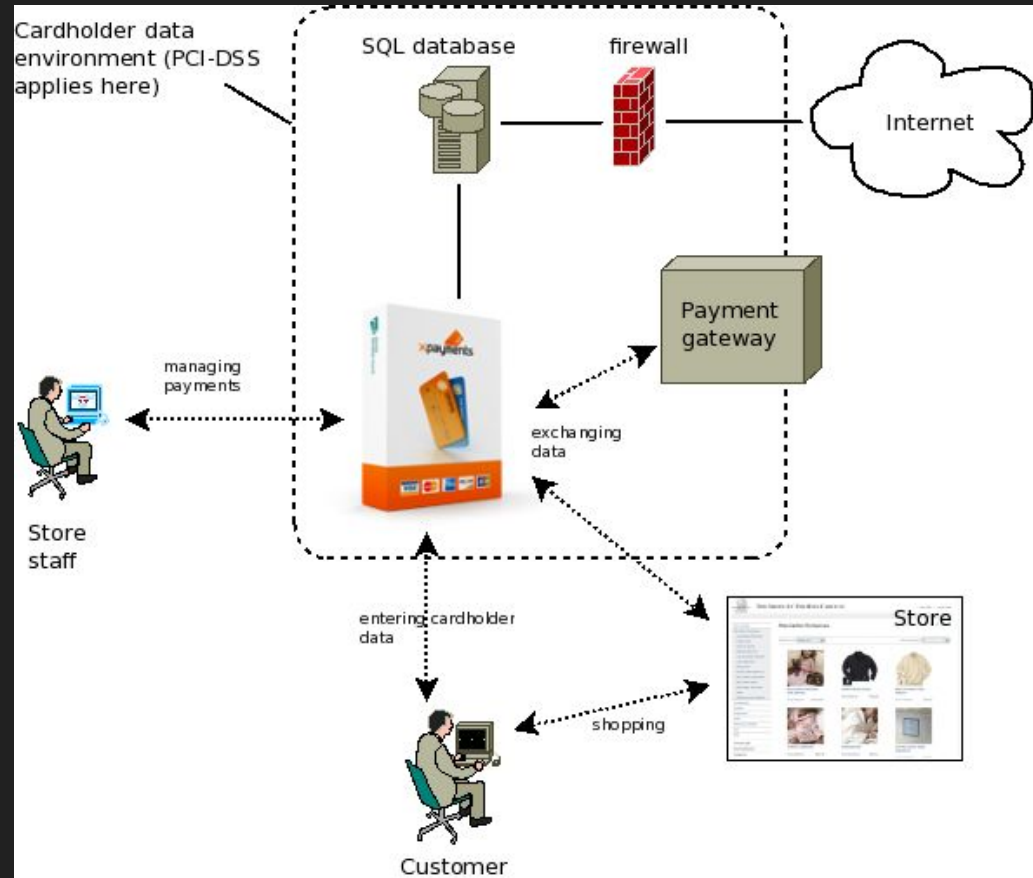 Cardholder data
environment (PCI-DSS
applies here)
SQL database
firewall
Internet
Payment
gateway
xpayments
managing
payments
exchanging
data
Store
staff
entering cardholder
data
Store
shopping
Customer